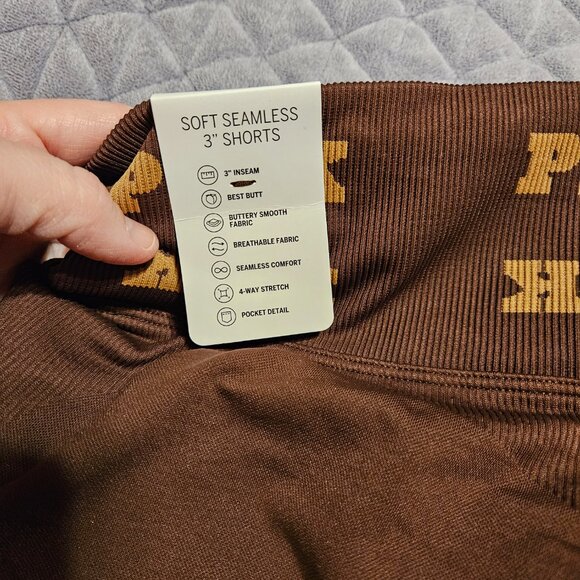 SOFT SEAMLESS
3" SHORTS
3" INSEAM
BEST BUTT
BUTTERY SMOOTH
FABRIC
BREATHABLE FABRIC
SEAMLESS COMFORT
4-WAY STRETCH
POCKET DETAIL
P
K
P
K